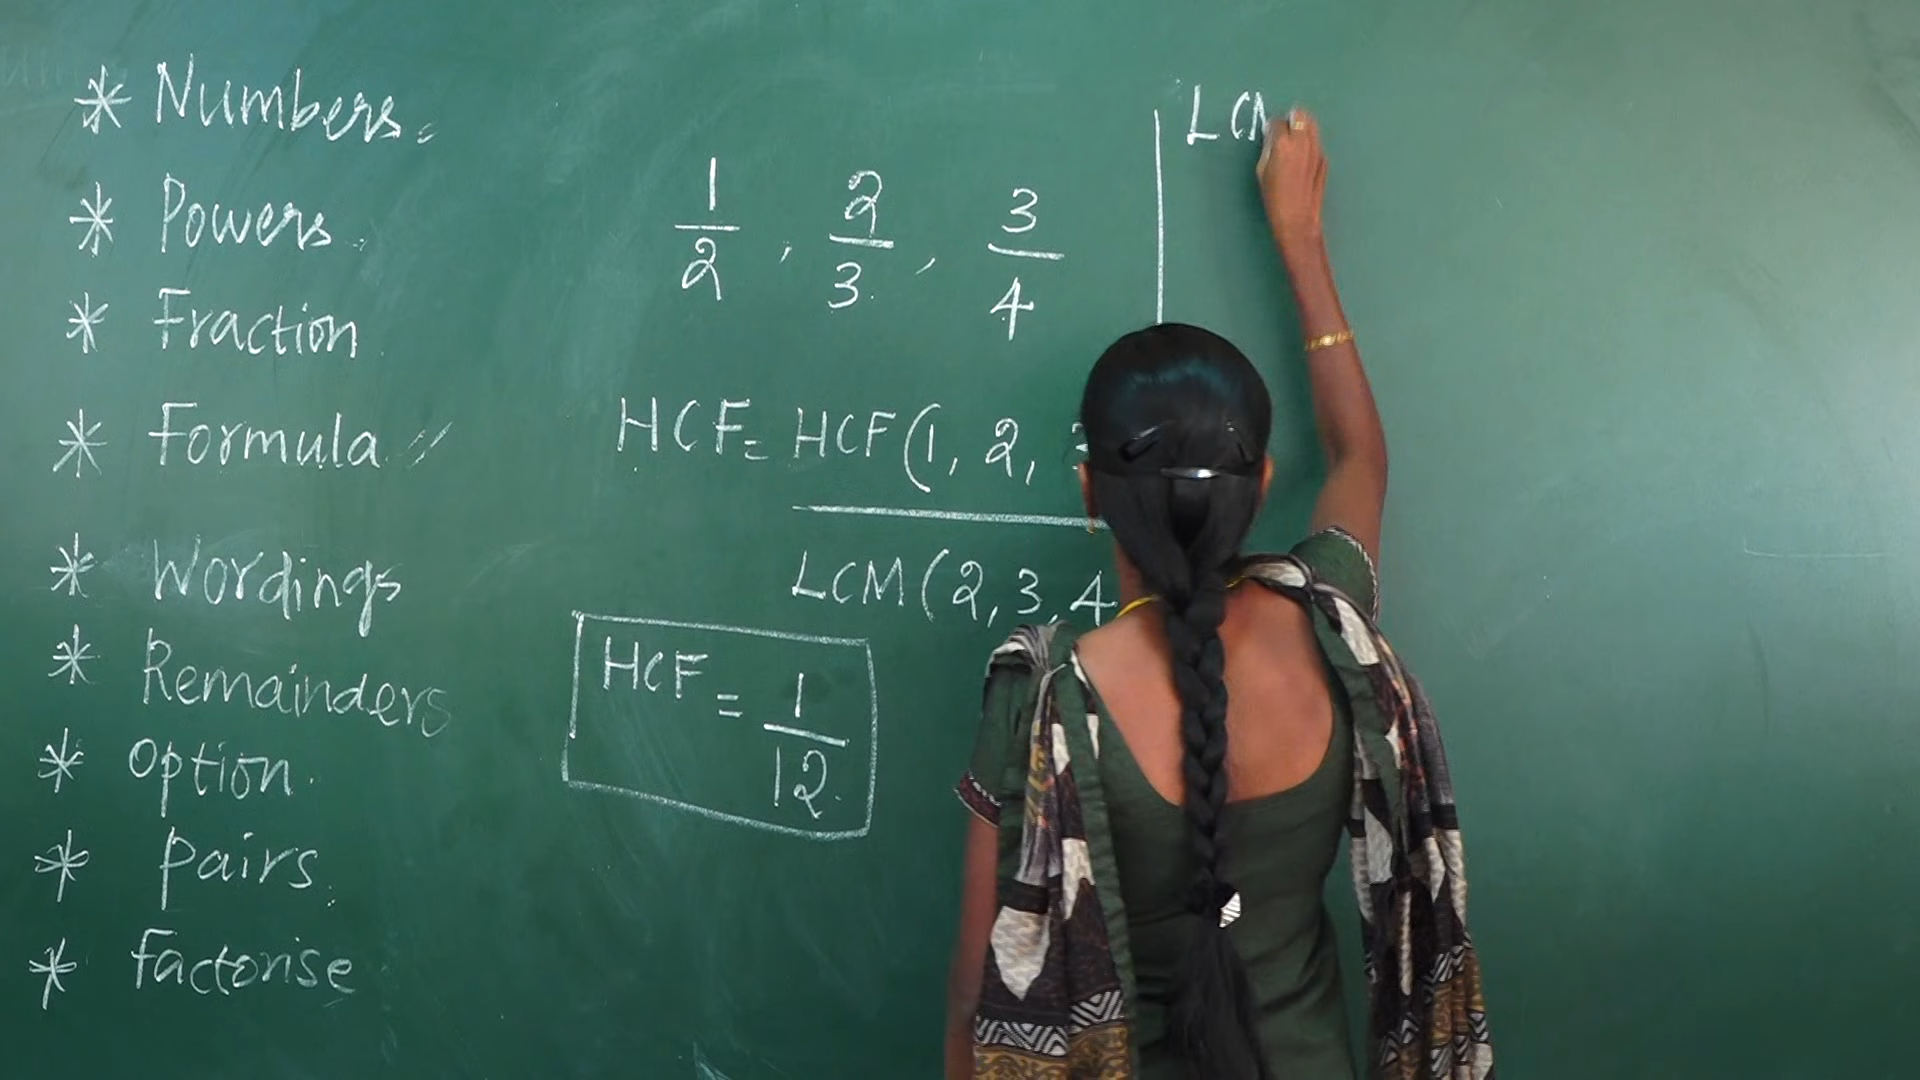 * Numbers.
* Powers.
* Fraction
* Formula //
* Wordings
* Remainders
* Option.
* Pairs.
* Factorise
1/2, 2/3, 3/4
HCF = HCF(1, 2,
LCM(2,3,4
HCF = 1/12.
LCM